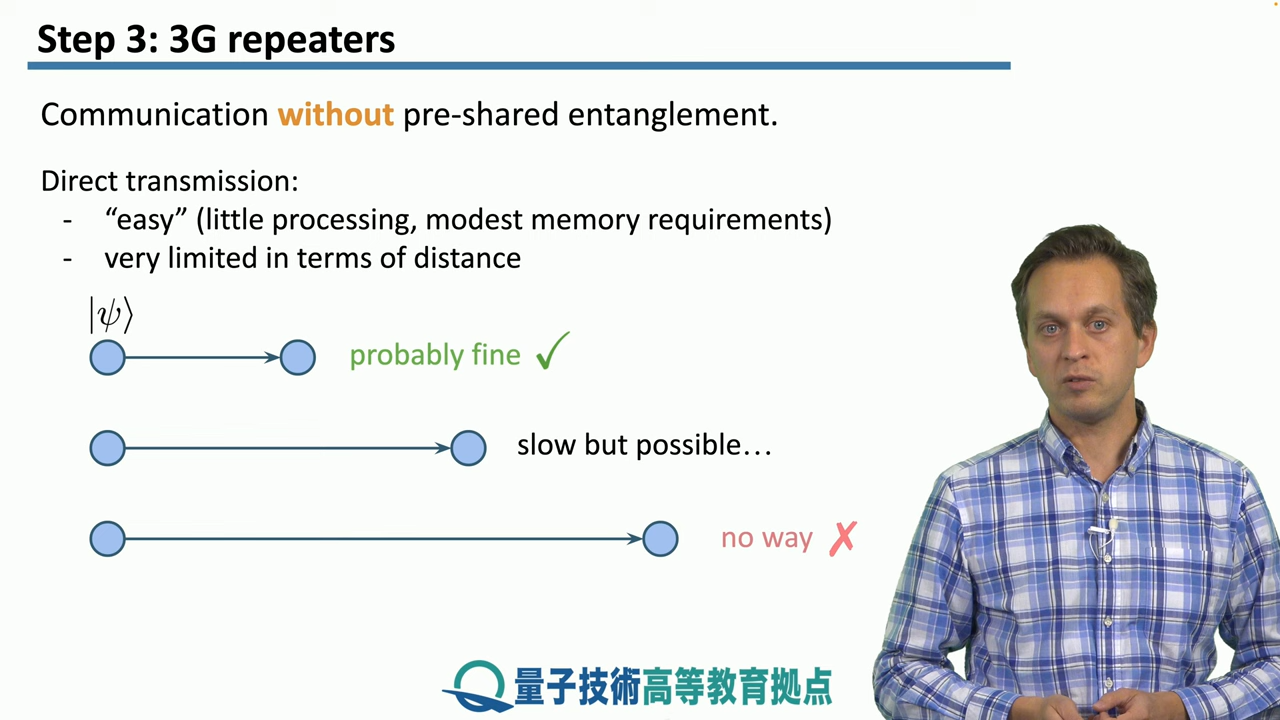 Step 3: 3G repeaters
Communication without pre-shared entanglement.
Direct transmission:
- “easy” (little processing, modest memory requirements)
- very limited in terms of distance
|ψ⟩
probably fine ✓
slow but possible…
no way ✗
量子技術高等教育拠点